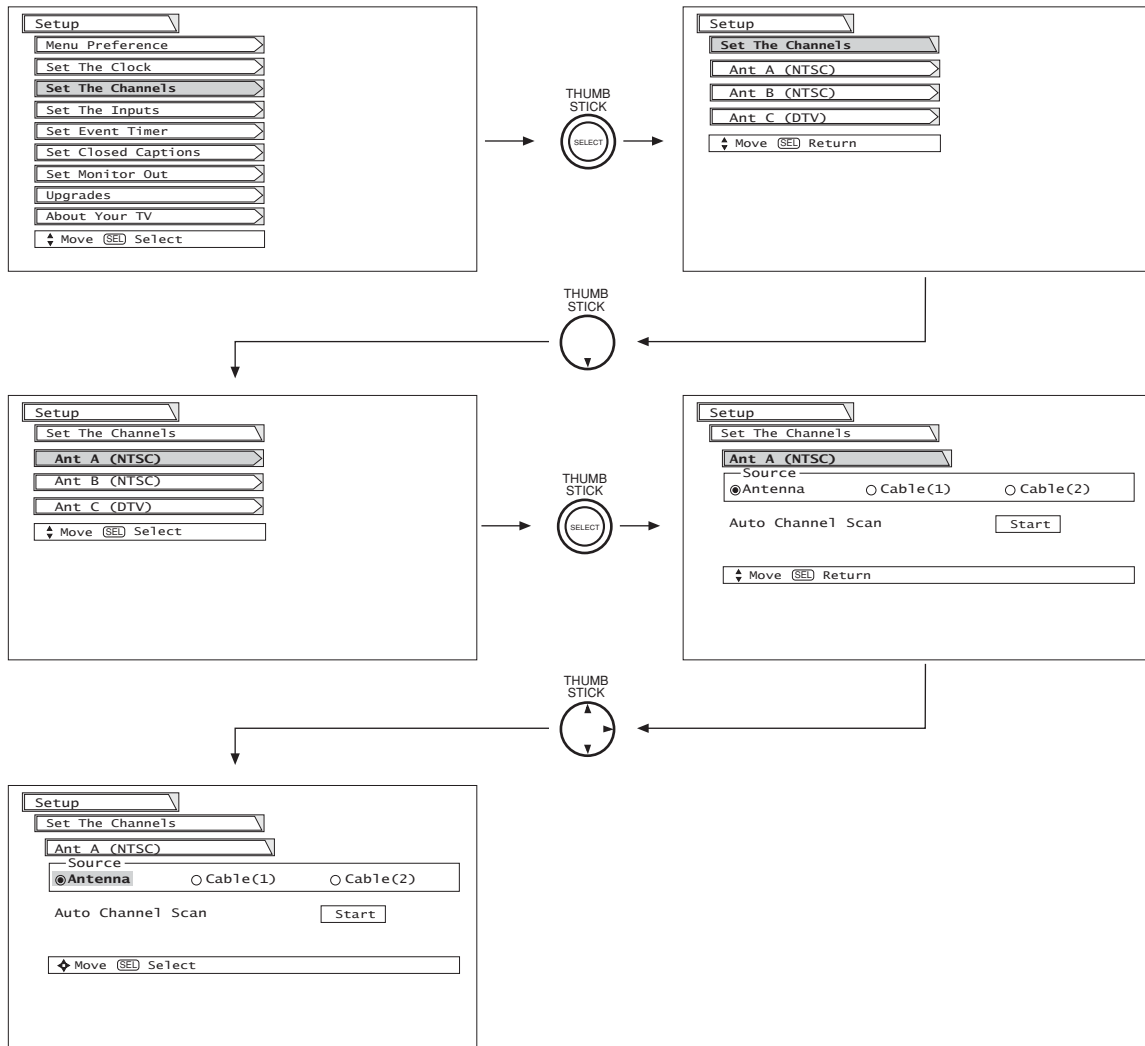 Setup
Menu Preference
Set The Clock
Set The Channels
Set The Inputs
Set Event Timer
Set Closed Captions
Set Monitor Out
Upgrades
About Your TV
Move SEL Select
THUMB
STICK
SELECT
Setup
Set The Channels
Ant A (NTSC)
Ant B (NTSC)
Ant C (DTV)
Move SEL Return
THUMB
STICK
Setup
Set The Channels
Ant A (NTSC)
Ant B (NTSC)
Ant C (DTV)
Move SEL Select
THUMB
STICK
SELECT
Setup
Set The Channels
Ant A (NTSC)
Source
Antenna Cable(1) Cable(2)
Auto Channel Scan Start
Move SEL Return
THUMB
STICK
Setup
Set The Channels
Ant A (NTSC)
Source
Antenna Cable(1) Cable(2)
Auto Channel Scan Start
Move SEL Select